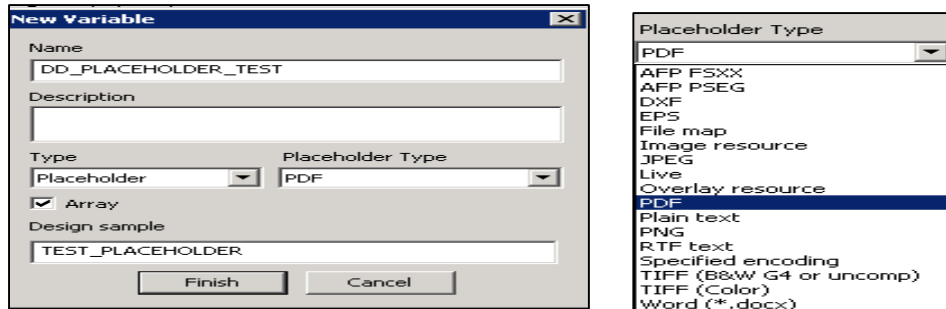 New Variable
Name
DD_PLACEHOLDER_TEST
Description
Type Placeholder Type
Placeholder PDF
Array
Design sample
TEST_PLACEHOLDER
Finish Cancel
Placeholder Type
PDF
AFP FSXX
AFP PSEG
DXF
EPS
File map
Image resource
JPEG
Live
Overlay resource
PDF
Plain text
PNG
RTF text
Specified encoding
TIFF (B&W G4 or uncomp)
TIFF (Color)
Word (*.docx)